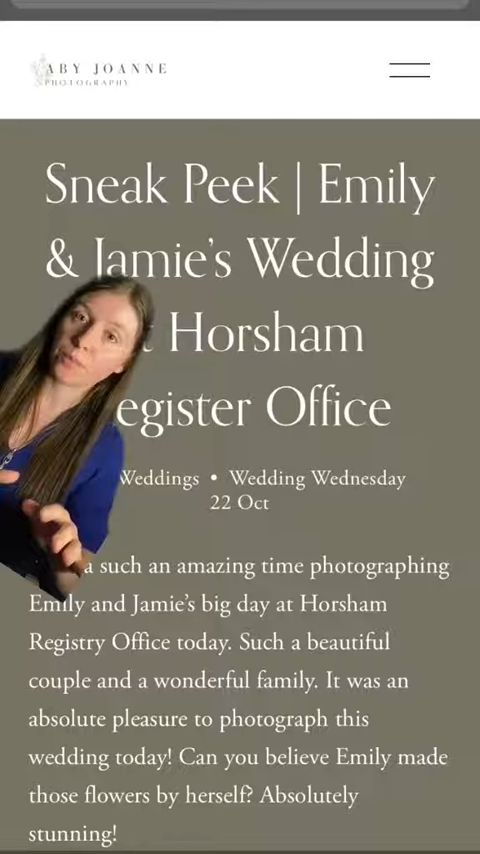 ABY JOANNE
PHOTOGRAPHY
Sneak Peek | Emily
& Jamie's Wedding
Horsham
egister Office
Weddings • Wedding Wednesday
22 Oct
a such an amazing time photographing
Emily and Jamie's big day at Horsham
Registry Office today. Such a beautiful
couple and a wonderful family. It was an
absolute pleasure to photograph this
wedding today! Can you believe Emily made
those flowers by herself? Absolutely
stunning!